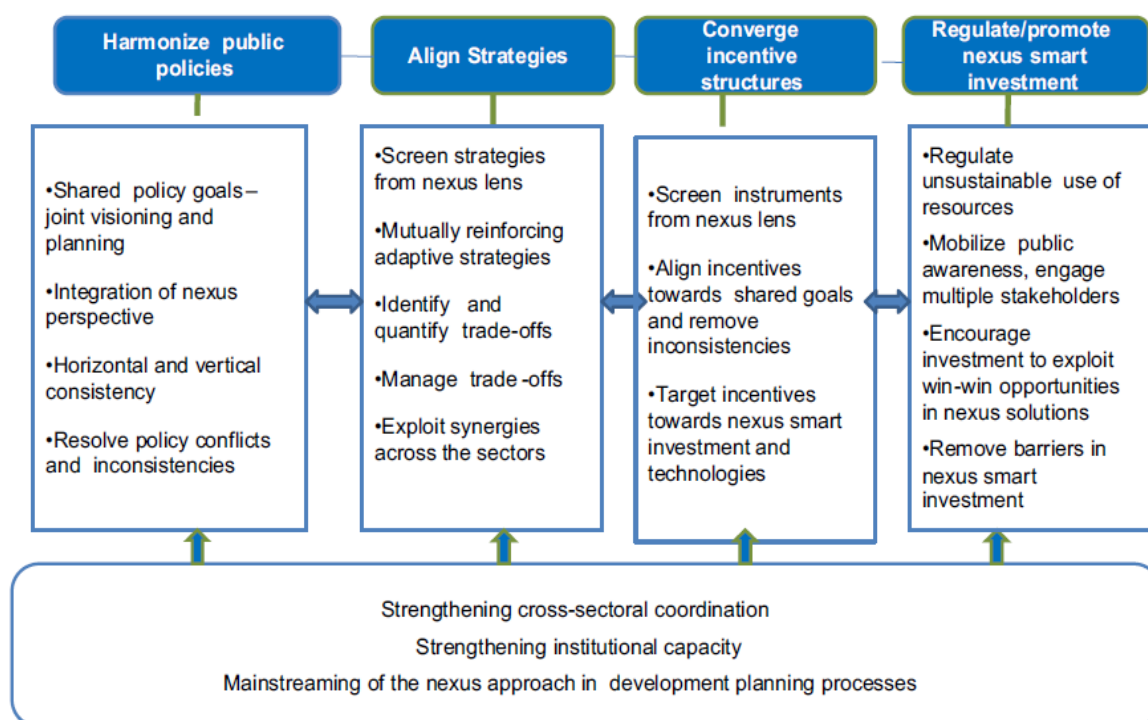 Harmonize public
policies
Align Strategies
Converge
incentive
structures
Regulate/promote
nexus smart
investment
•Shared policy goals–
joint visioning and
planning
•Integration of nexus
perspective
•Horizontal and vertical
consistency
•Resolve policy conflicts
and inconsistencies
•Screen strategies
from nexus lens
•Mutually reinforcing
adaptive strategies
•Identify and
quantify trade-offs
•Manage trade-offs
•Exploit synergies
across the sectors
•Screen instruments
from nexus lens
•Align incentives
towards shared goals
and remove
inconsistencies
•Target incentives
towards nexus smart
investment and
technologies
•Regulate
unsustainable use of
resources
•Mobilize public
awareness, engage
multiple stakeholders
•Encourage
investment to exploit
win-win opportunities
in nexus solutions
•Remove barriers in
nexus smart
investment
Strengthening cross-sectoral coordination
Strengthening institutional capacity
Mainstreaming of the nexus approach in development planning processes